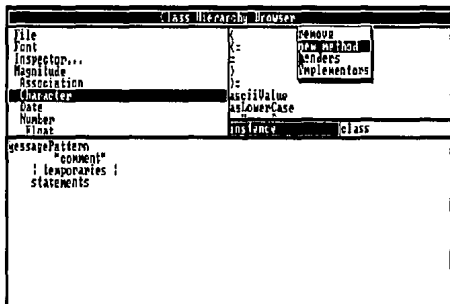 Class Hierarchy Browser
File
Font
Inspector...
Magnitude
Association
Character
Date
Number
Float
<
<=
=
>
>=
asciiValue
asLowerCase
remove
new method
senders
implementors
instance
class
messagePattern
"comment"
| temporaries |
statements